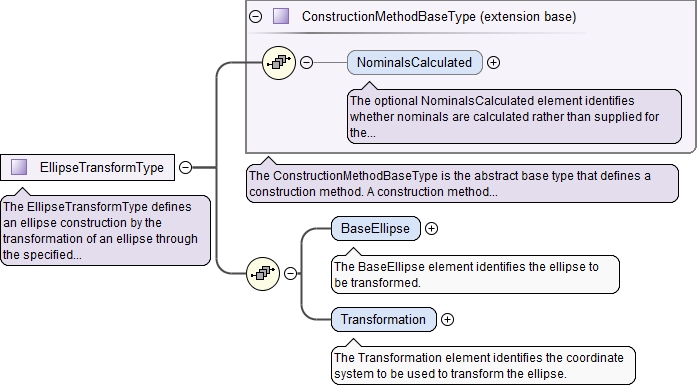 ConstructionMethodBaseType (extension base)
NominalsCalculated
The optional NominalsCalculated element identifies
whether nominals are calculated rather than supplied for
the...
EllipseTransformType
The ConstructionMethodBaseType is the abstract base type that defines a
construction method. A construction method...
The EllipseTransformType defines
an ellipse construction by the
transformation of an ellipse through
the specified...
BaseEllipse
The BaseEllipse element identifies the ellipse to
be transformed.
Transformation
The Transformation element identifies the coordinate
system to be used to transform the ellipse.